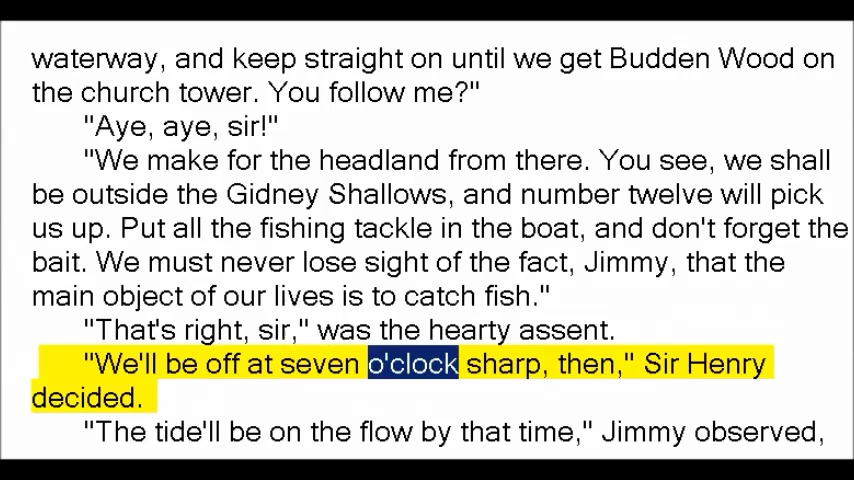 waterway, and keep straight on until we get Budden Wood on
the church tower. You follow me?"
"Aye, aye, sir!"
"We make for the headland from there. You see, we shall
be outside the Gidney Shallows, and number twelve will pick
us up. Put all the fishing tackle in the boat, and don't forget the
bait. We must never lose sight of the fact, Jimmy, that the
main object of our lives is to catch fish."
"That's right, sir," was the hearty assent.
"We'll be off at seven o'clock sharp, then," Sir Henry
decided.
"The tide'll be on the flow by that time," Jimmy observed,